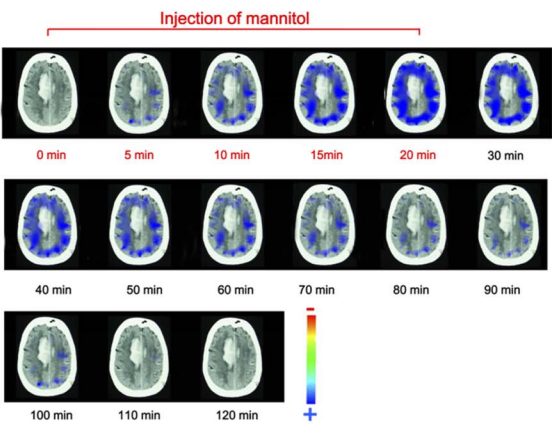 Injection of mannitol
0 min 5 min 10 min 15min 20 min 30 min
40 min 50 min 60 min 70 min 80 min 90 min
100 min 110 min 120 min
-
+